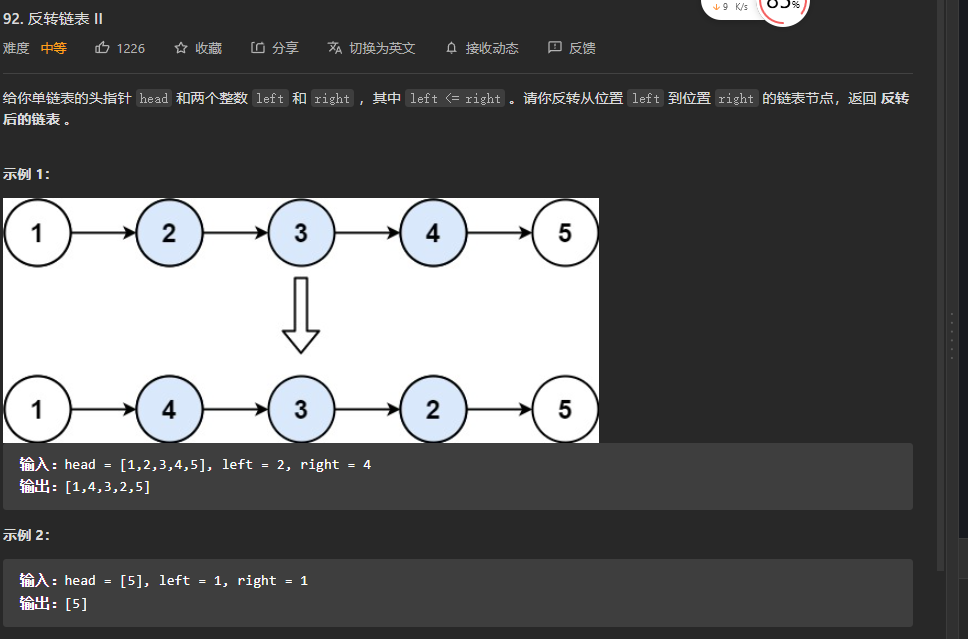 92. 反转链表 II
↓ 9 K/s 85%
难度 中等 1226 收藏 分享 切换为英文 接收动态 反馈
给你单链表的头指针 head 和两个整数 left 和 right ，其中 left <= right 。请你反转从位置 left 到位置 right 的链表节点，返回 反转
后的链表 。
示例 1：
1 2 3 4 5
1 4 3 2 5
输入：head = [1,2,3,4,5], left = 2, right = 4
输出：[1,4,3,2,5]
示例 2：
输入：head = [5], left = 1, right = 1
输出：[5]